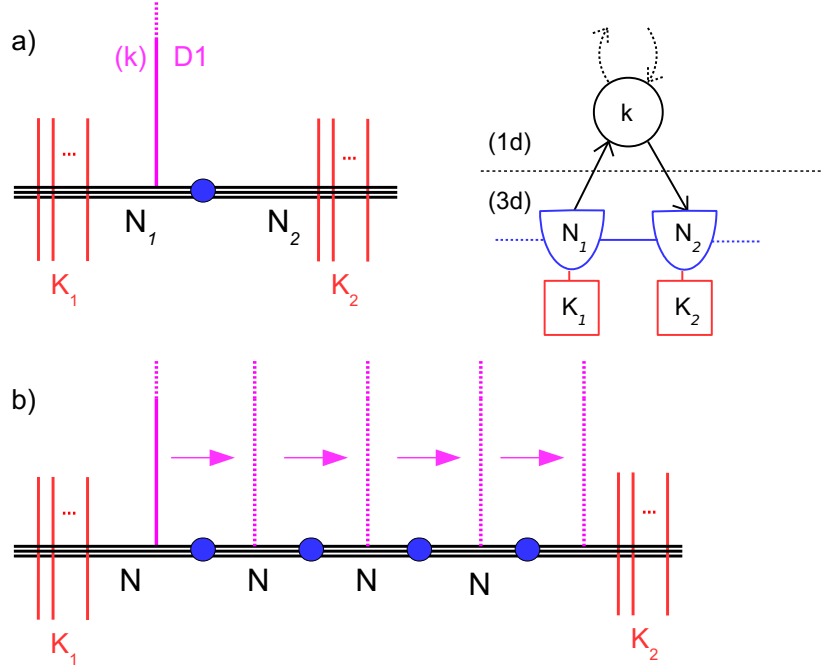 a)
(k) D1
...
...
N₁ N₂
K₁ K₂
k
(1d)
(3d)
N₁ N₂
K₁ K₂
b)
...
...
N N N N
K₁ K₂